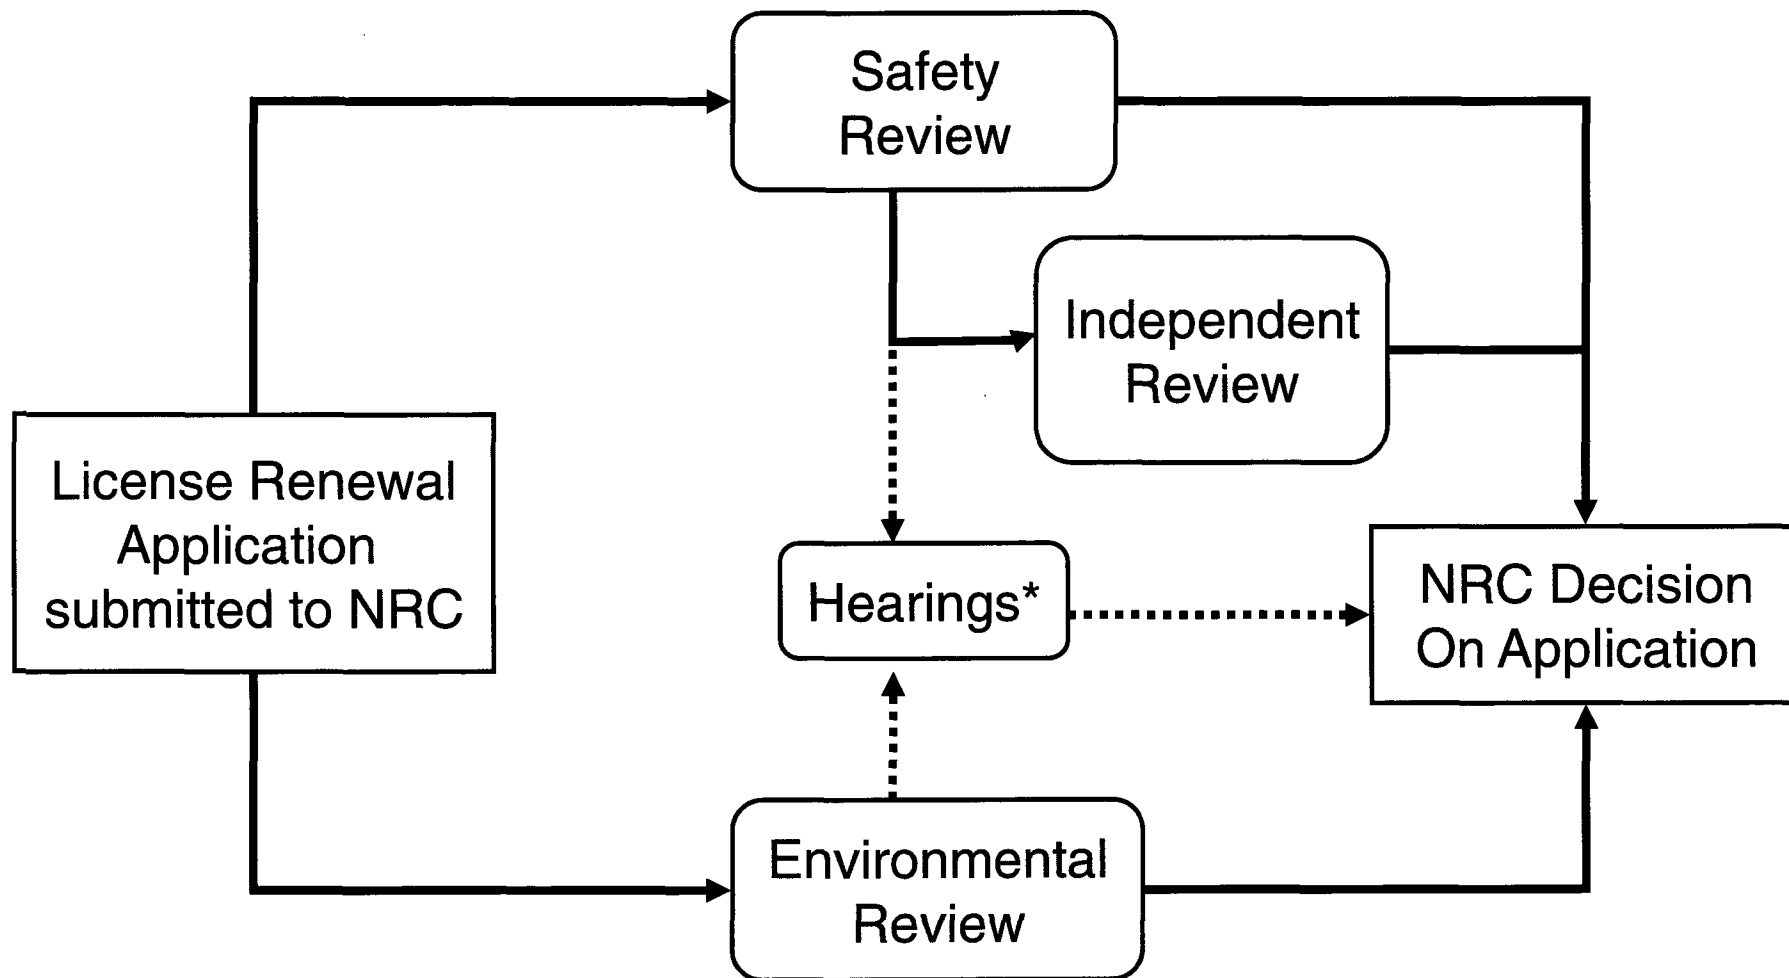 Safety
Review
Independent
Review
License Renewal
Application
submitted to NRC
Hearings*
NRC Decision
On Application
Environmental
Review